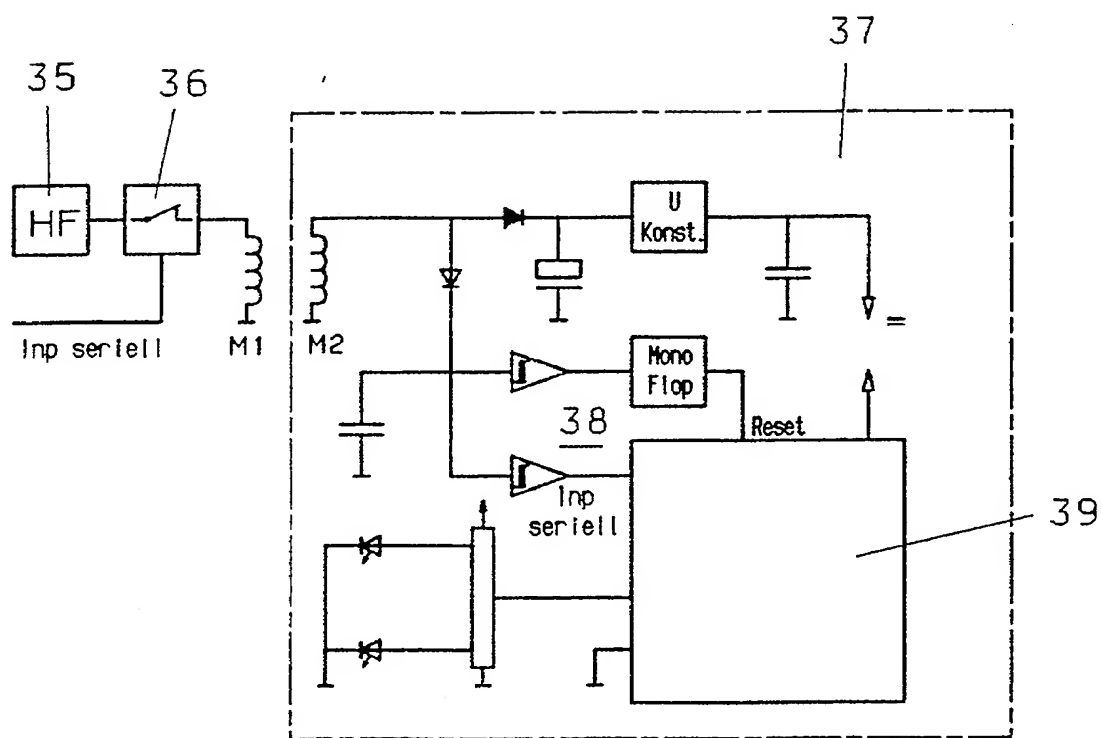 37
35
36
HF
U
Konst.
Inp seriell
M1
M2
=
Mono
Flop
Reset
38
Inp
seriell
39